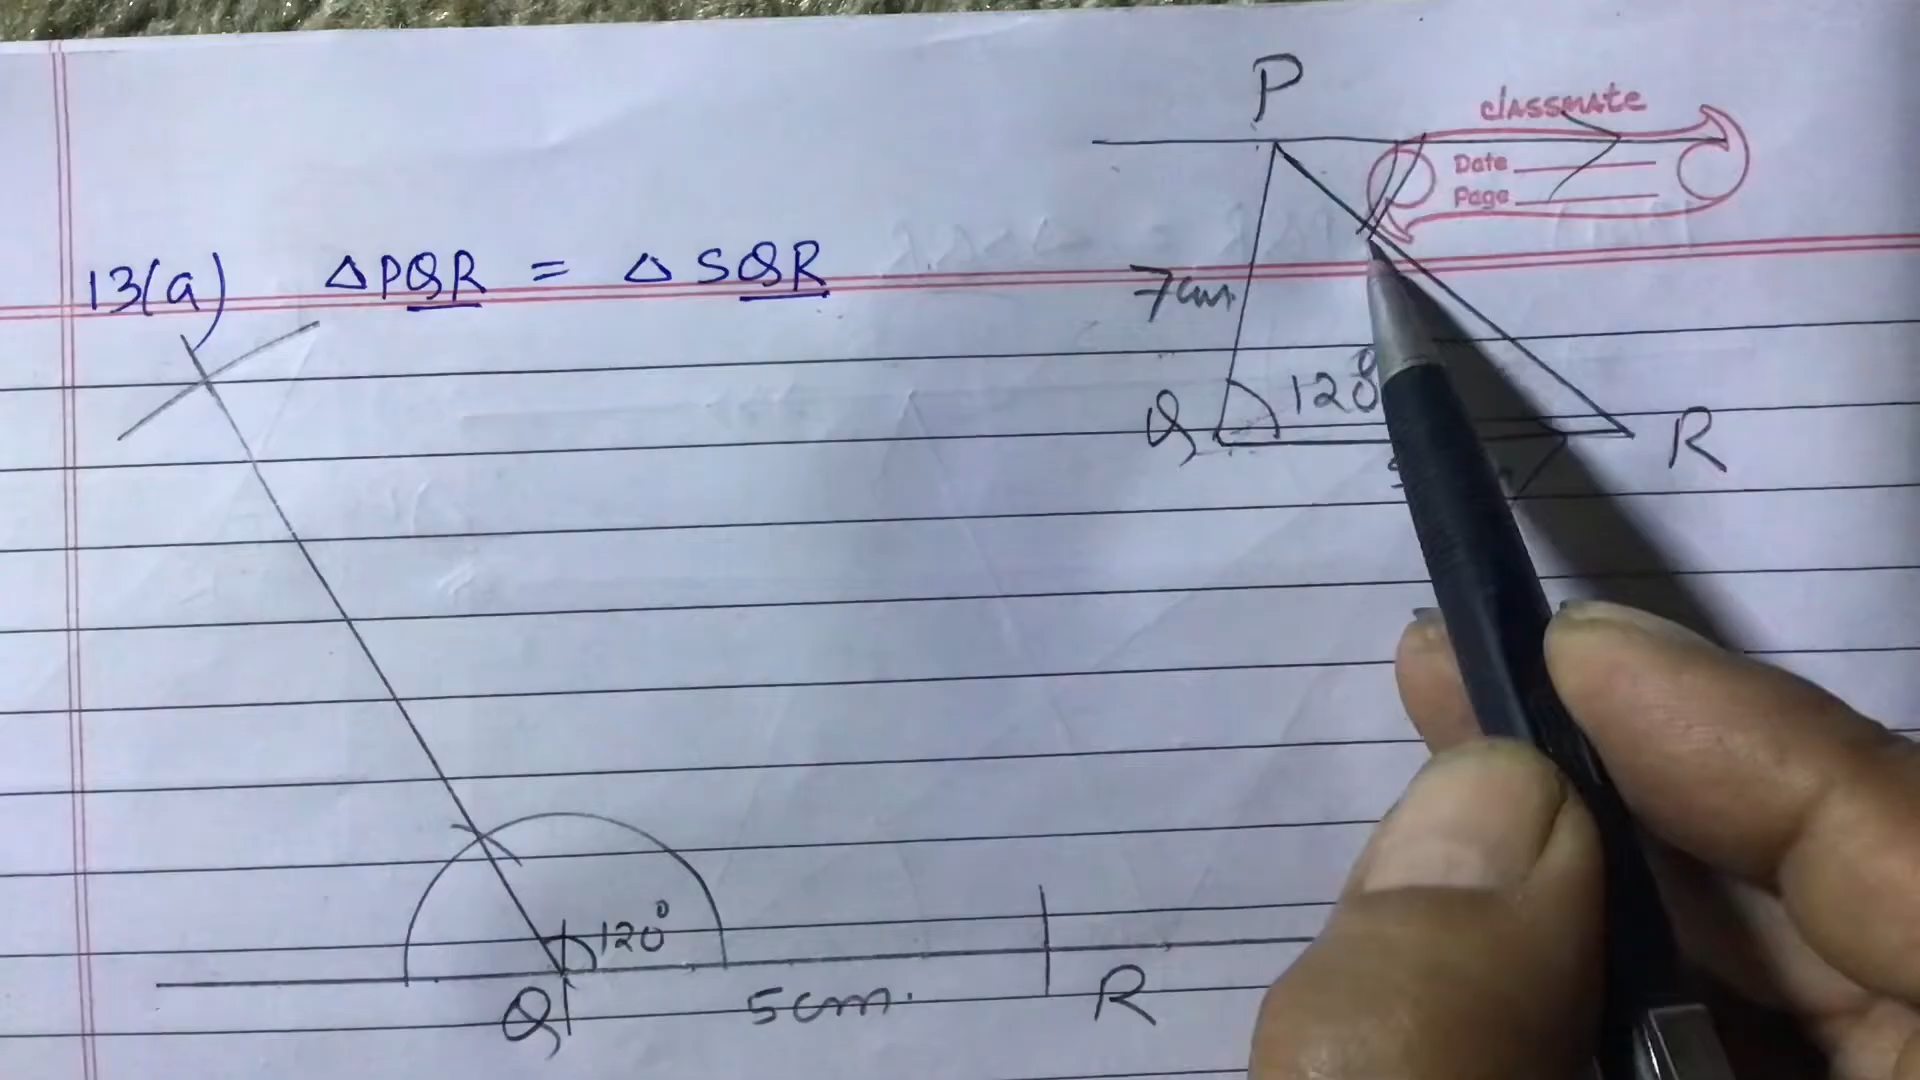 P
classmate
Date
Page
13(a) △PQR = △SQR
7cm
120°
Q
R
120°
Q
5cm.
R